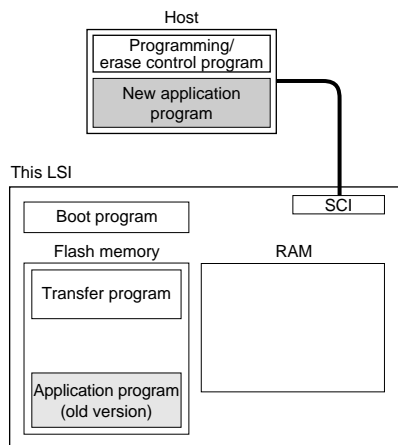 Host
Programming/
erase control program
New application
program
This LSI
SCI
Boot program
Flash memory
RAM
Transfer program
Application program
(old version)